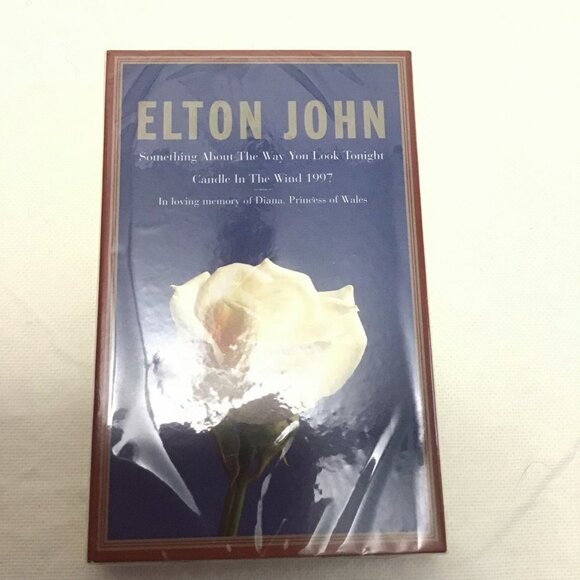 ELTON JOHN
Something About The Way You Look Tonight
Candle In The Wind 1997
In loving memory of Diana, Princess of Wales